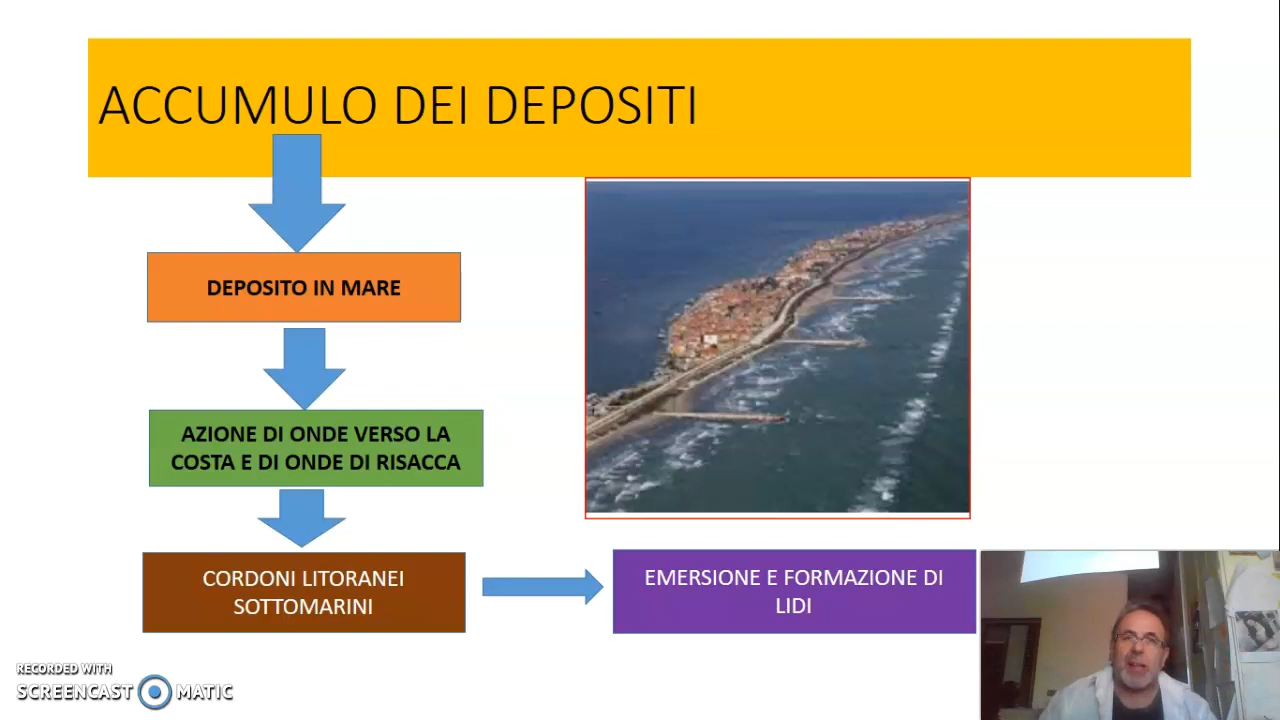 ACCUMULO DEI DEPOSITI
DEPOSITO IN MARE
AZIONE DI ONDE VERSO LA
COSTA E DI ONDE DI RISACCA
CORDONI LITORANEI
SOTTOMARINI
EMERSIONE E FORMAZIONE DI
LIDI
RECORDED WITH
SCREENCAST MATIC